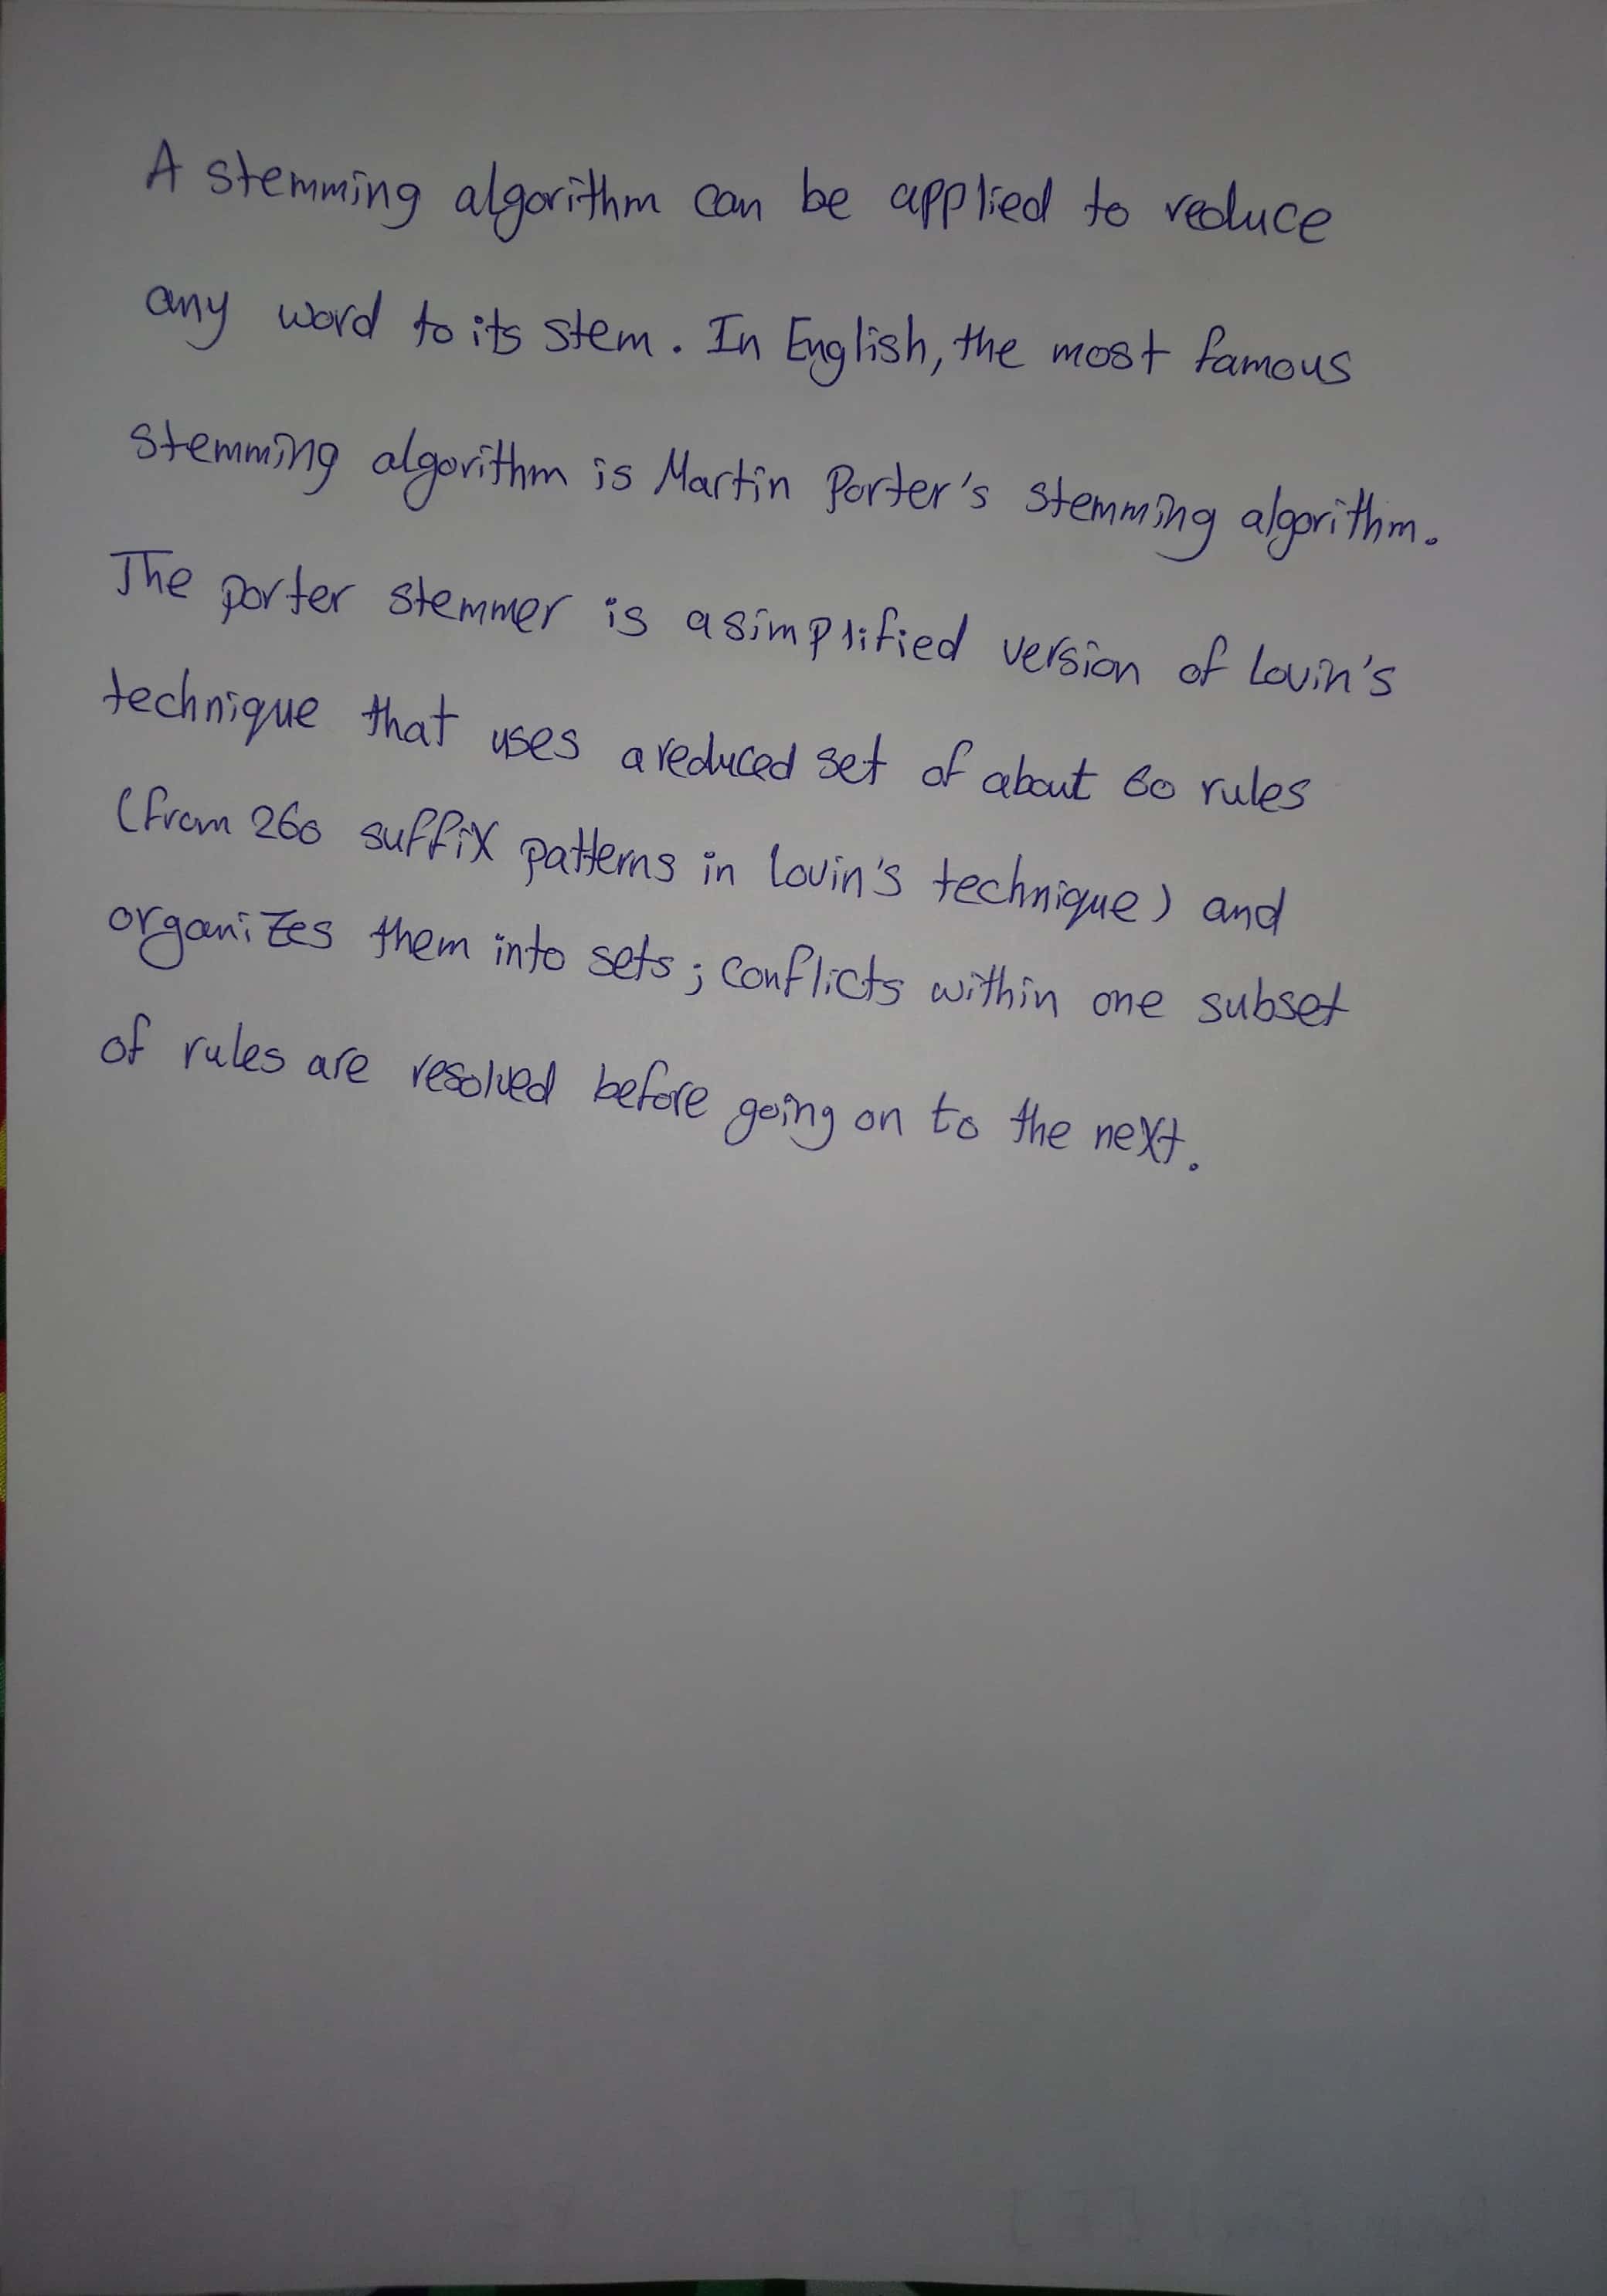 A stemming algorithm can be applied to reduce
any word to its stem. In English, the most famous
stemming algorithm is Martin Porter's stemming algorithm.
The porter stemmer is a simplified version of Lovin's
technique that uses a reduced set of about 60 rules
(from 260 suffix patterns in Lovin's technique) and
organizes them into sets; conflicts within one subset
of rules are resolved before going on to the next.